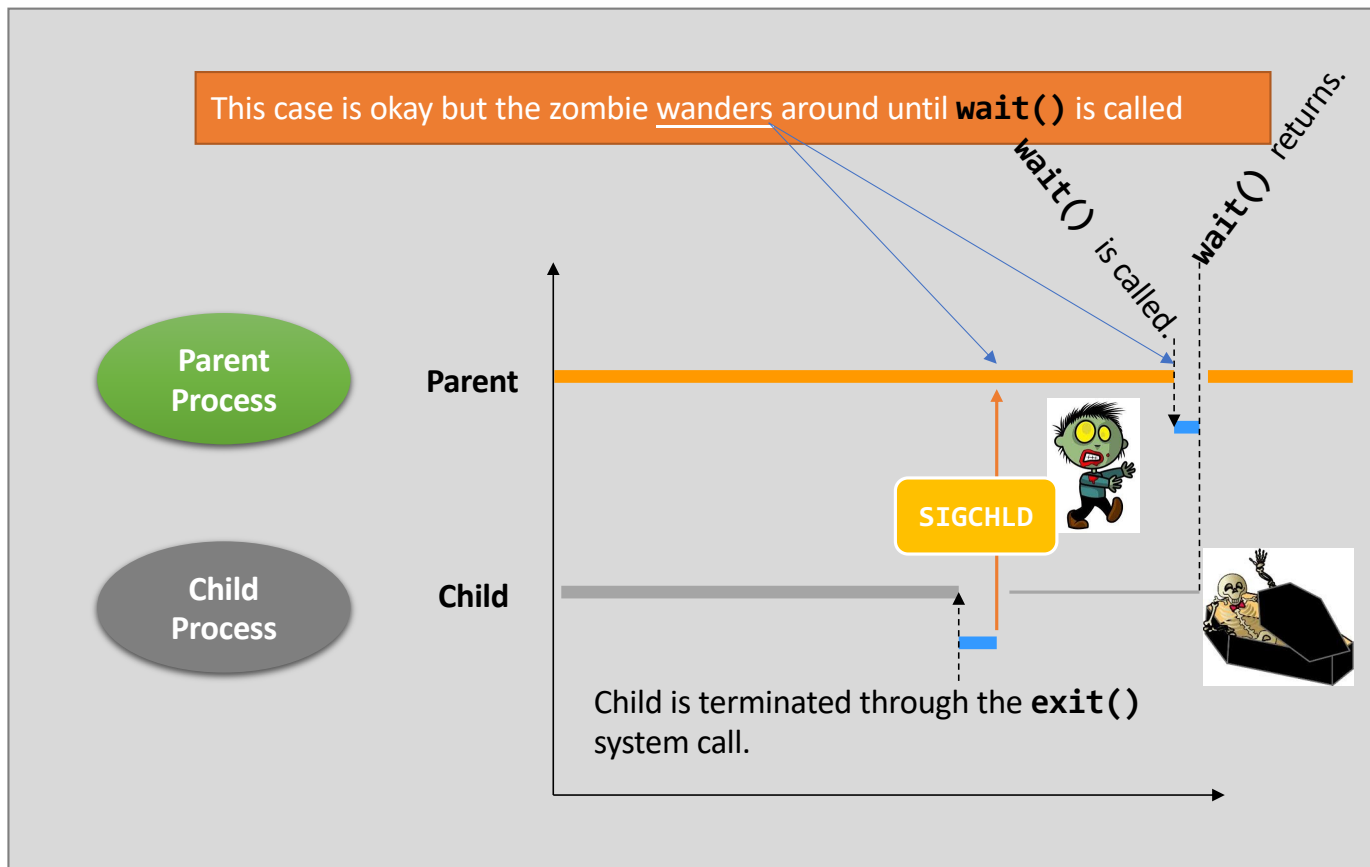 This case is okay but the zombie wanders around until wait() is called
wait() is called.
wait() returns.
Parent
Process
Parent
SIGCHLD
Child
Process
Child
Child is terminated through the exit()
system call.